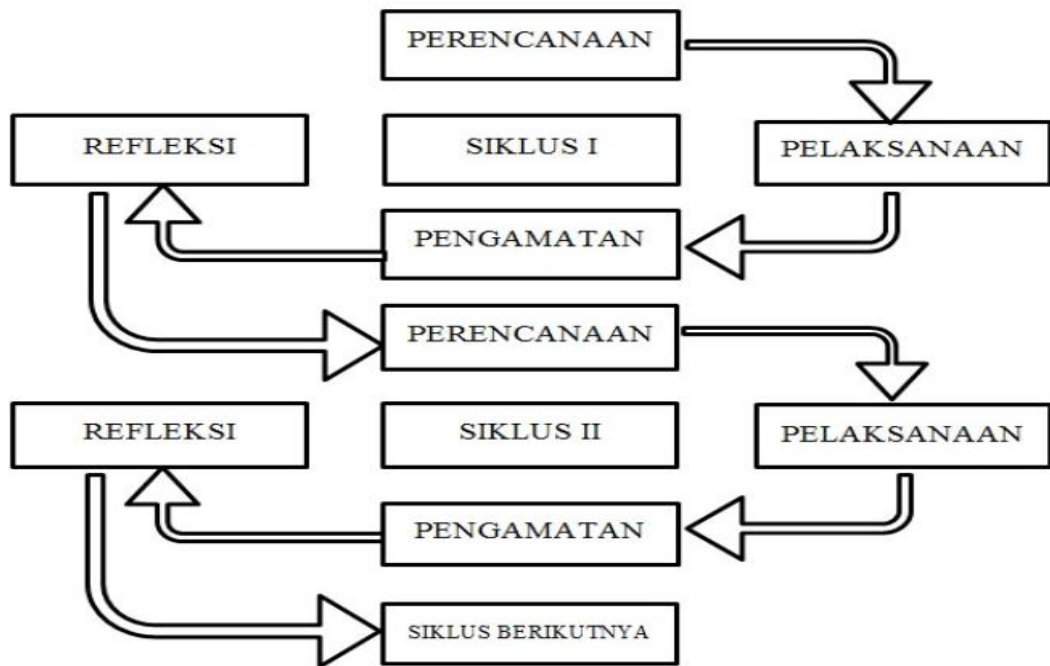 PERENCANAAN
REFLEKSI
SIKLUS I
PELAKSANAAN
PENGAMATAN
PERENCANAAN
REFLEKSI
SIKLUS II
PELAKSANAAN
PENGAMATAN
SIKLUS BERIKUTNYA